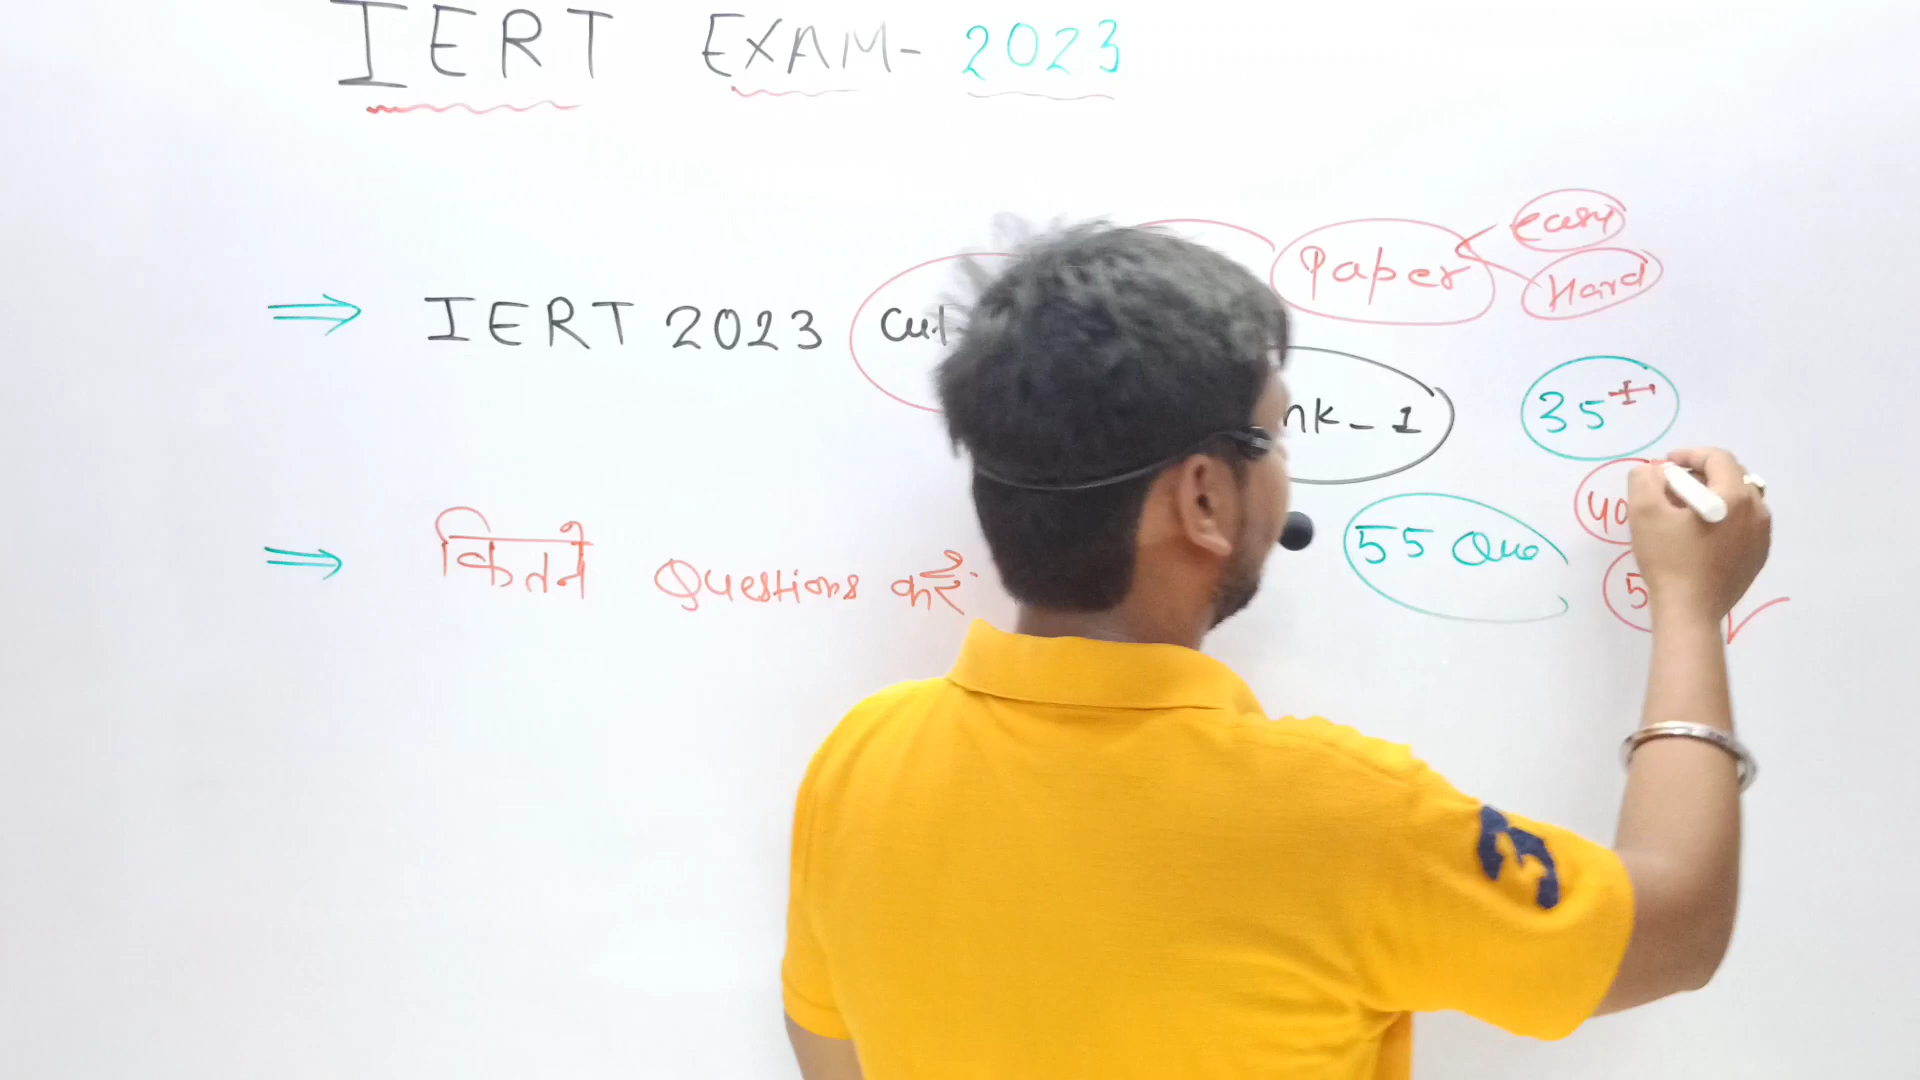 IERT EXAM- 2023
easy
Paper
Hard
IERT 2023 Cut
nk-1
35+
40
55 Que
कितने Questions करें
5
3